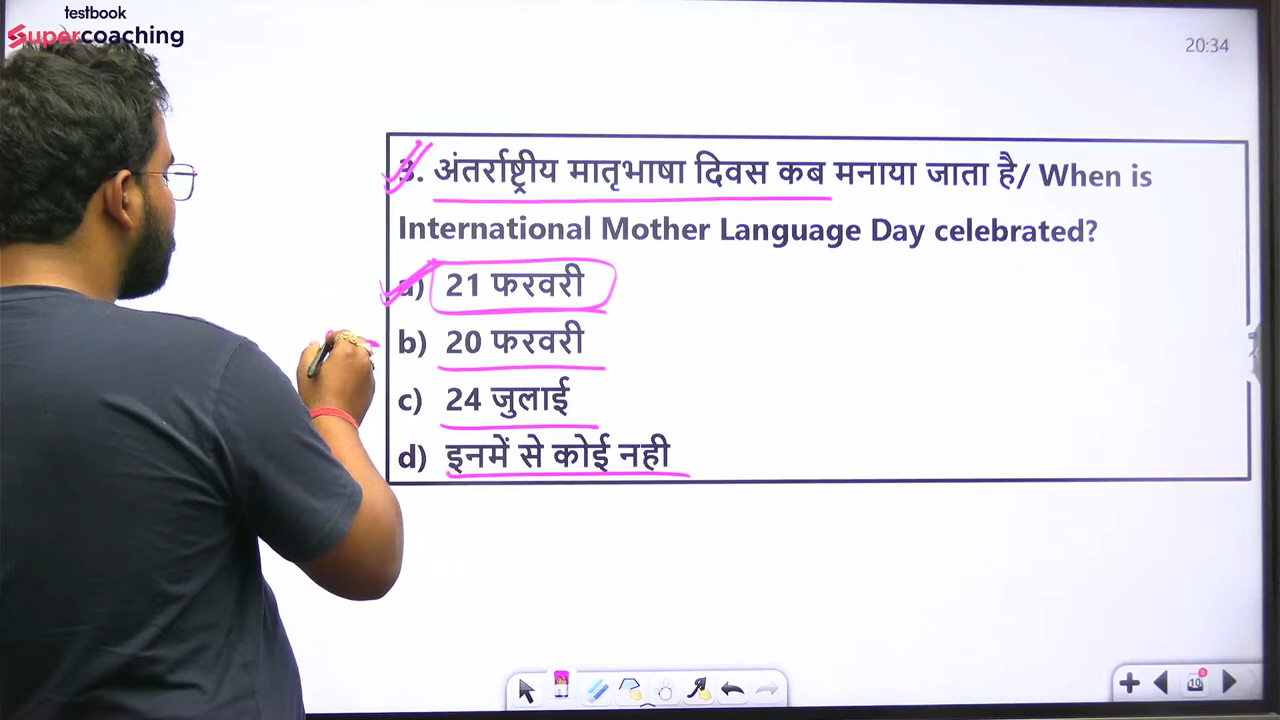 testbook
Supercoaching
20:34
3. अंतर्राष्ट्रीय मातृभाषा दिवस कब मनाया जाता है/ When is
International Mother Language Day celebrated?
a) 21 फरवरी
b) 20 फरवरी
c) 24 जुलाई
d) इनमें से कोई नही
19